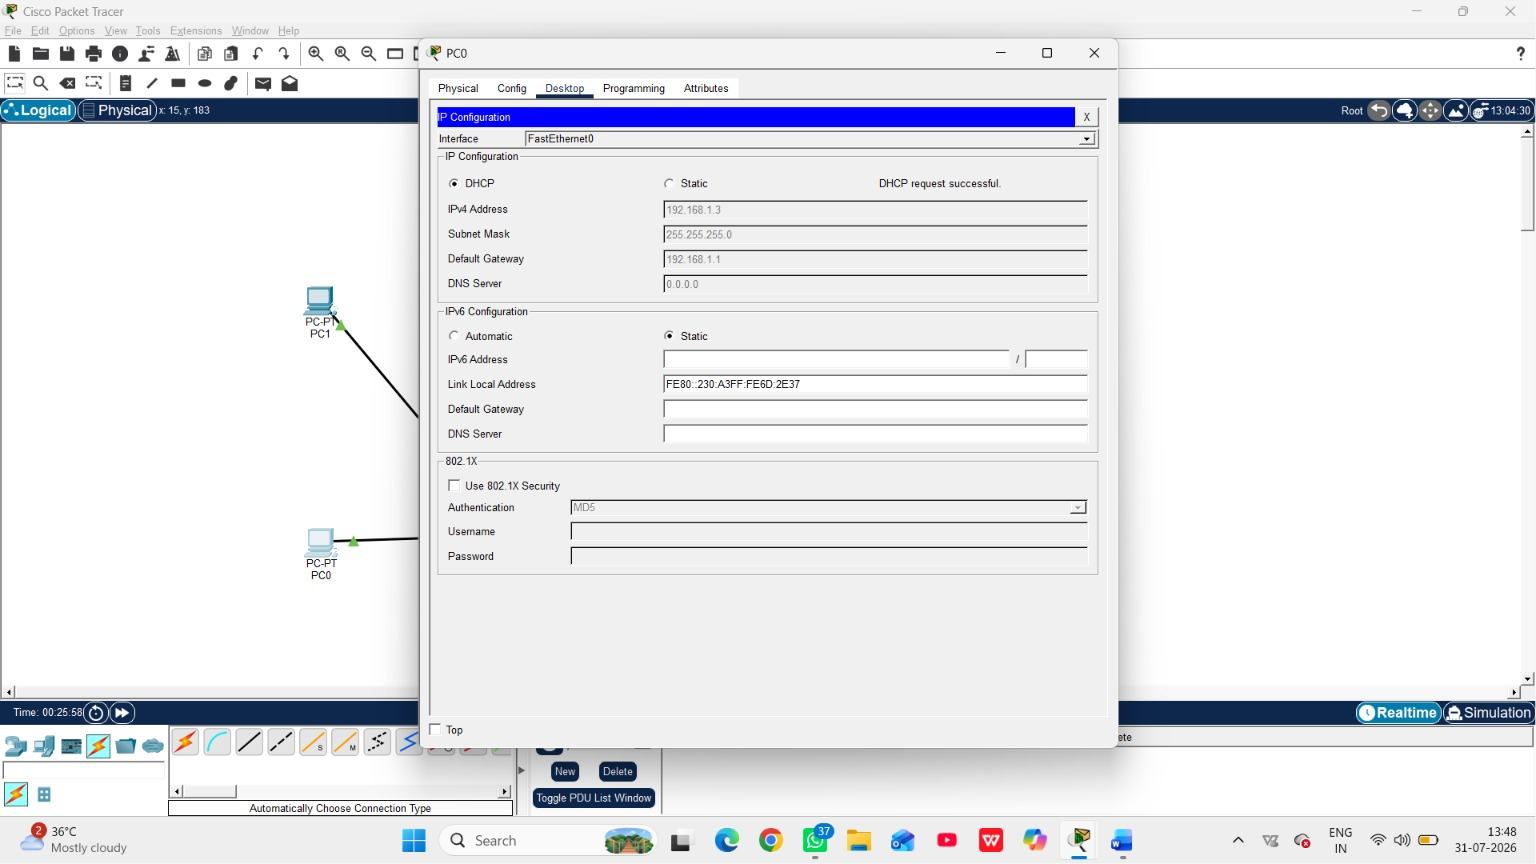 Cisco Packet Tracer
File Edit Options View Tools Extensions Window Help
PC0
Physical Config Desktop Programming Attributes
Logical Physical x: 15, y: 183
Root 13:04:30
IP Configuration X
Interface FastEthernet0
IP Configuration
DHCP Static DHCP request successful.
IPv4 Address 192.168.1.3
Subnet Mask 255.255.255.0
Default Gateway 192.168.1.1
DNS Server 0.0.0.0
IPv6 Configuration
Automatic Static
IPv6 Address /
Link Local Address FE80::230:A3FF:FE6D:2E37
Default Gateway
DNS Server
802.1X
Use 802.1X Security
Authentication MD5
Username
Password
Top
PC-PT
PC1
PC-PT
PC0
Time: 00:25:58
Realtime Simulation
New Delete
Toggle PDU List Window
Automatically Choose Connection Type
2
36°C
Mostly cloudy
Search
37
ENG
IN
13:48
31-07-2026